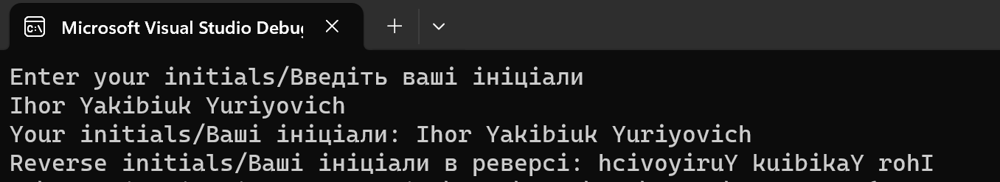 Microsoft Visual Studio Debug
Enter your initials/Введіть ваші ініціали
Ihor Yakibiuk Yuriyovich
Your initials/Ваші ініціали: Ihor Yakibiuk Yuriyovich
Reverse initials/Ваші ініціали в реверсі: hcivoyiruY kuibikaY rohI